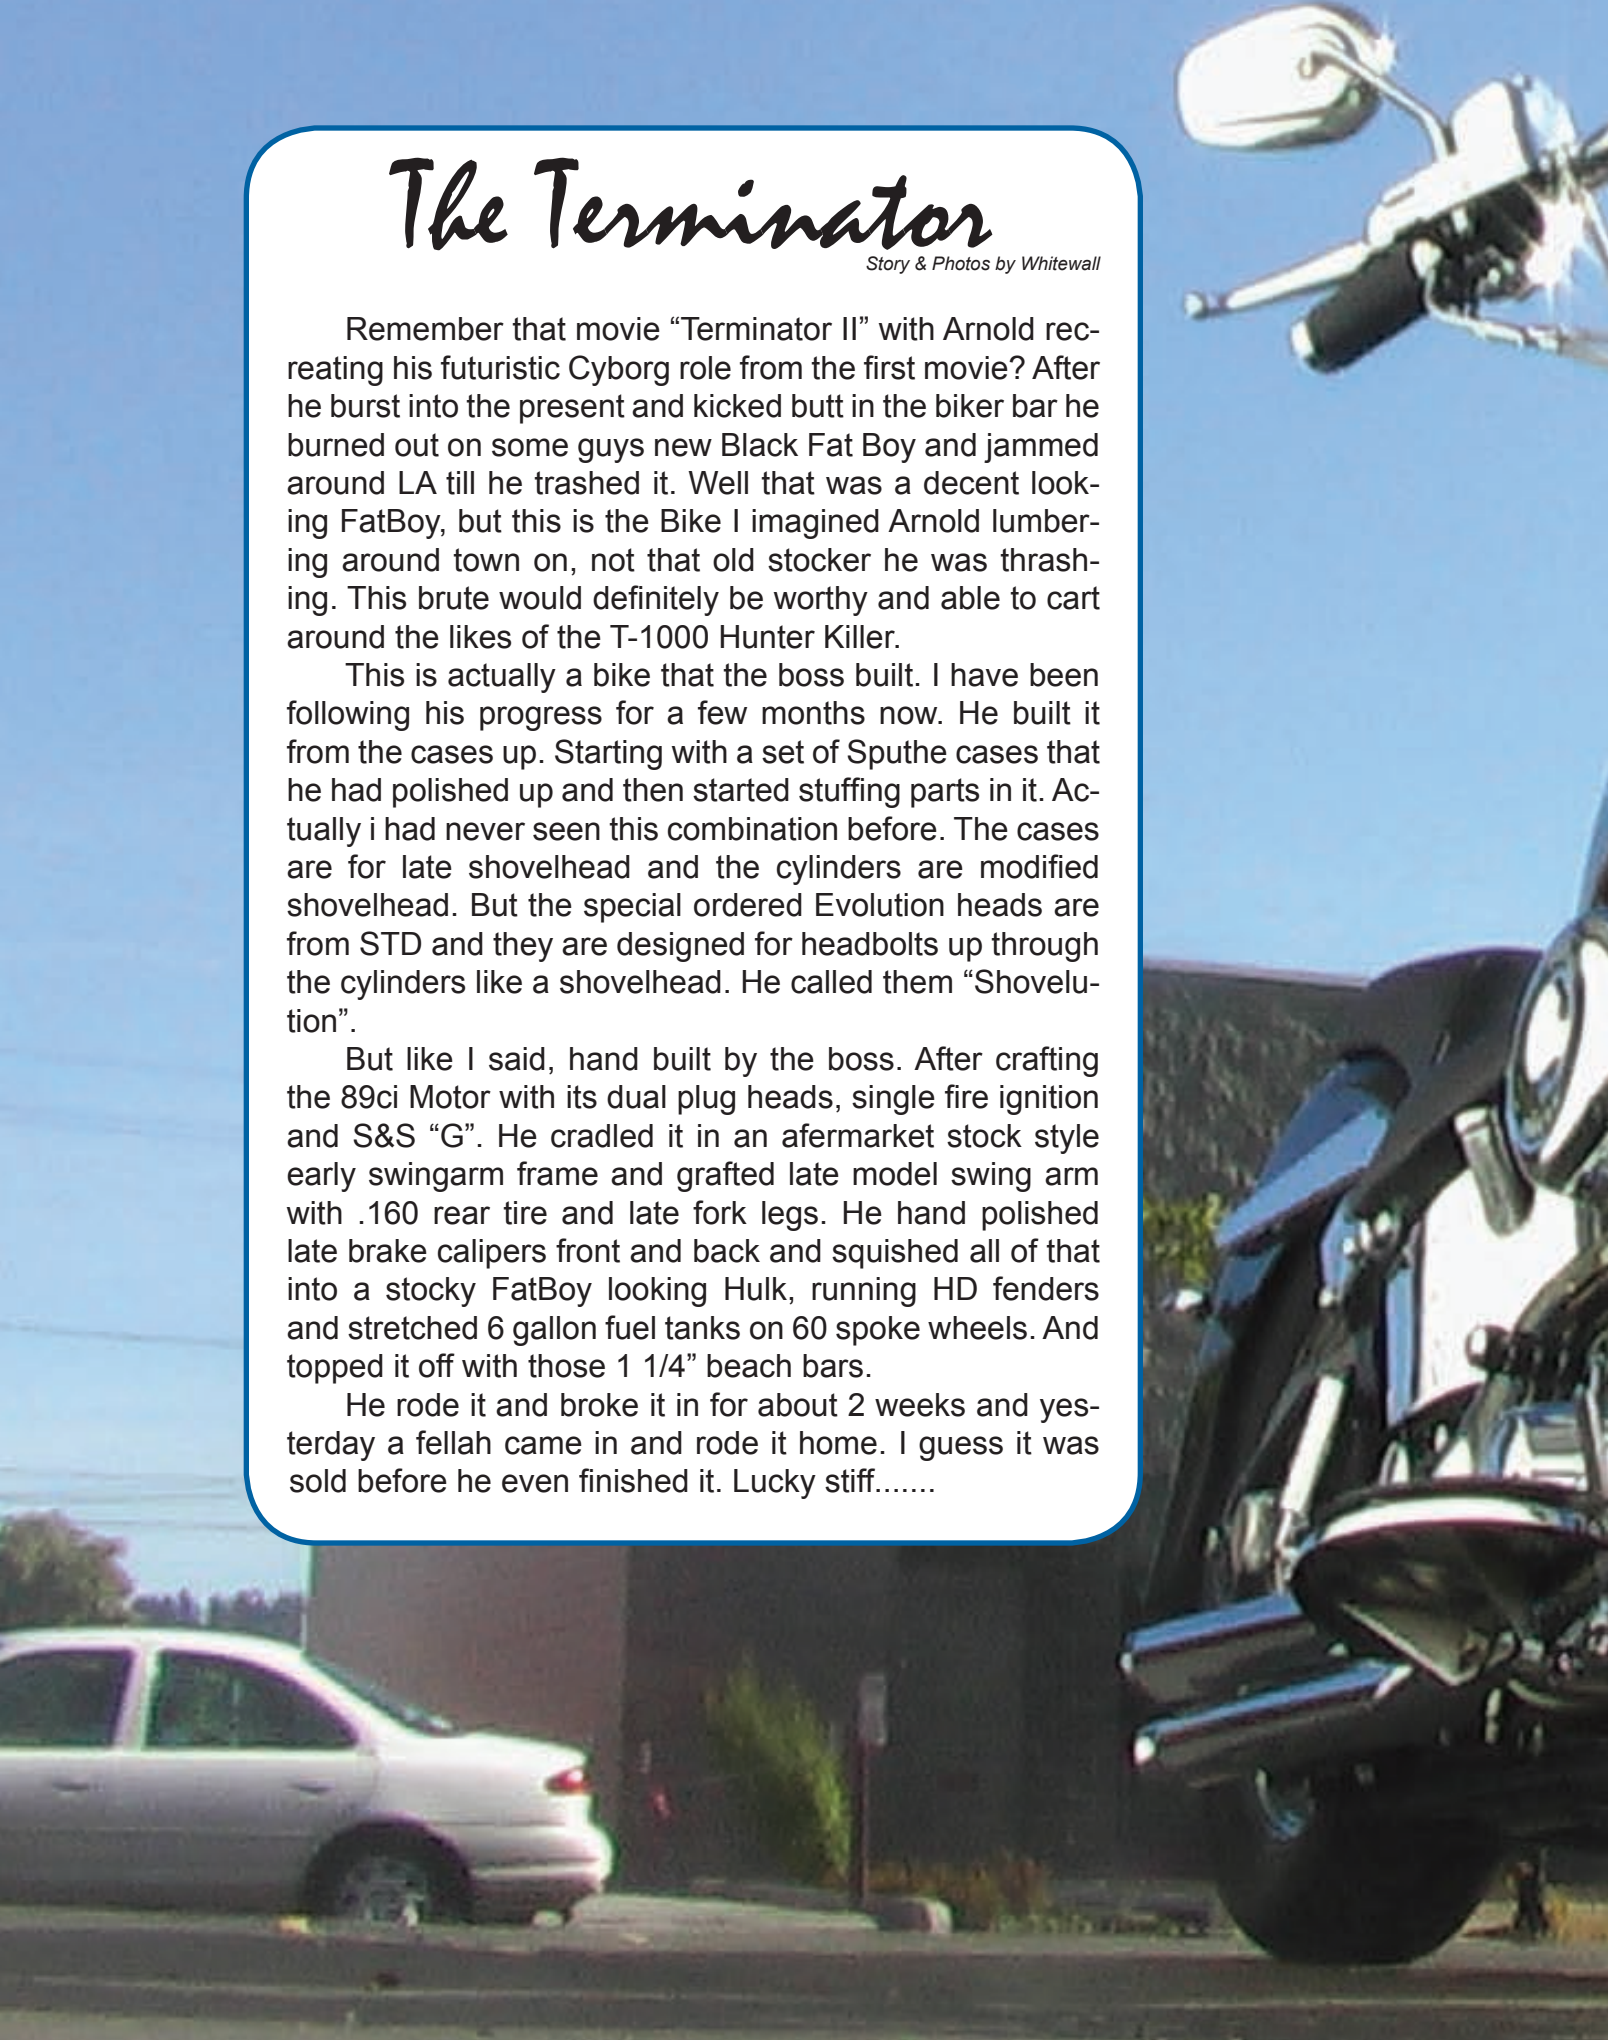 The Terminator
Story & Photos by Whitewall
Remember that movie “Terminator II” with Arnold rec-
reating his futuristic Cyborg role from the first movie? After
he burst into the present and kicked butt in the biker bar he
burned out on some guys new Black Fat Boy and jammed
around LA till he trashed it. Well that was a decent look-
ing FatBoy, but this is the Bike I imagined Arnold lumber-
ing around town on, not that old stocker he was thrash-
ing. This brute would definitely be worthy and able to cart
around the likes of the T-1000 Hunter Killer.
This is actually a bike that the boss built. I have been
following his progress for a few months now. He built it
from the cases up. Starting with a set of Sputhe cases that
he had polished up and then started stuffing parts in it. Ac-
tually i had never seen this combination before. The cases
are for late shovelhead and the cylinders are modified
shovelhead. But the special ordered Evolution heads are
from STD and they are designed for headbolts up through
the cylinders like a shovelhead. He called them “Shovelu-
tion”.
But like I said, hand built by the boss. After crafting
the 89ci Motor with its dual plug heads, single fire ignition
and S&S “G”. He cradled it in an afermarket stock style
early swingarm frame and grafted late model swing arm
with .160 rear tire and late fork legs. He hand polished
late brake calipers front and back and squished all of that
into a stocky FatBoy looking Hulk, running HD fenders
and stretched 6 gallon fuel tanks on 60 spoke wheels. And
topped it off with those 1 1/4” beach bars.
He rode it and broke it in for about 2 weeks and yes-
terday a fellah came in and rode it home. I guess it was
sold before he even finished it. Lucky stiff.......